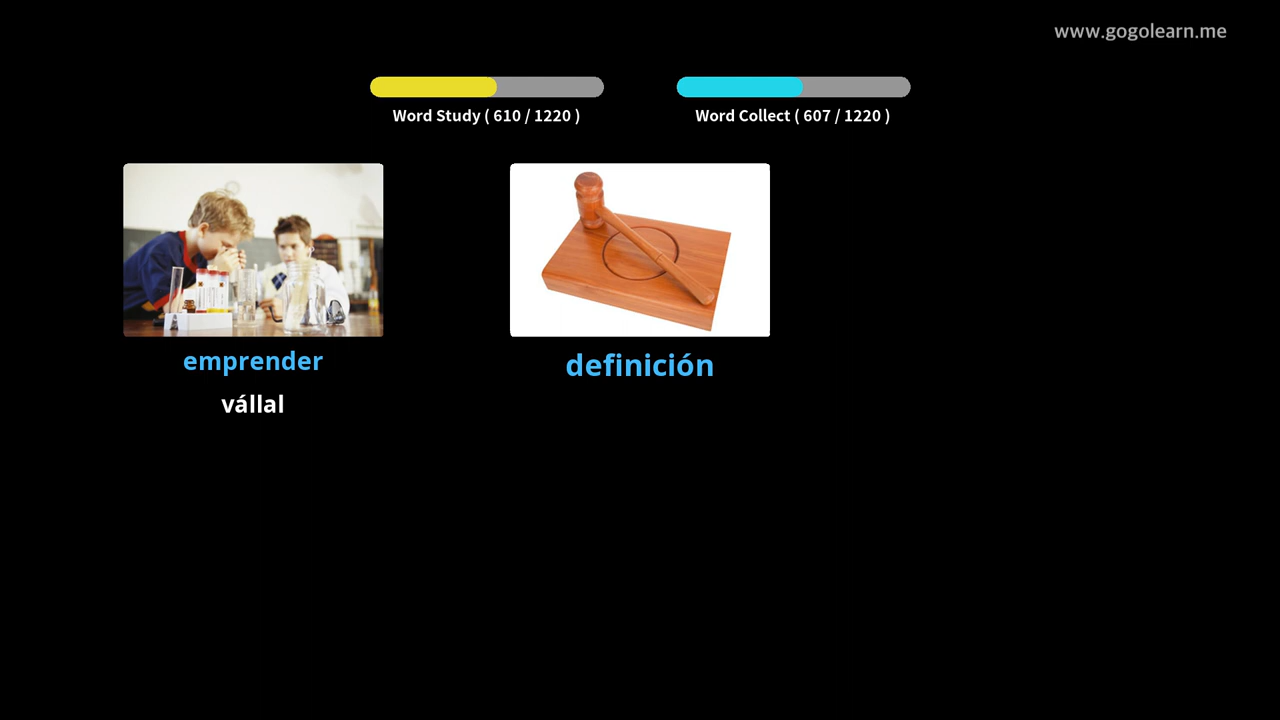 www.gogolearn.me
Word Study ( 610 / 1220 )
Word Collect ( 607 / 1220 )
emprender
definición
vállal